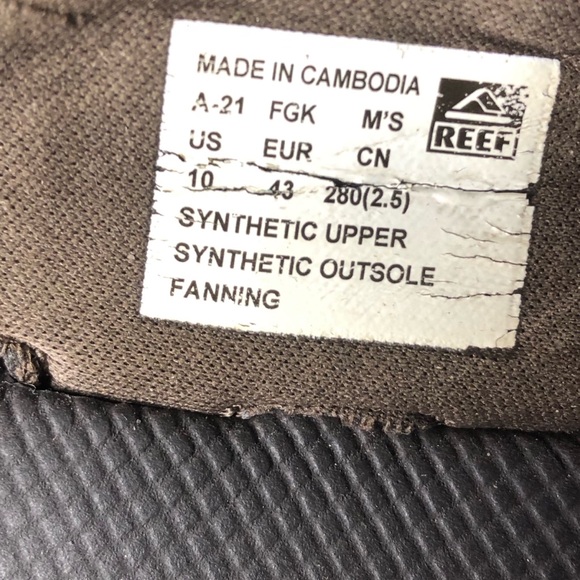 MADE IN CAMBODIA
A-21 FGK M'S
US EUR CN
10 43 280(2.5)
SYNTHETIC UPPER
SYNTHETIC OUTSOLE
FANNING
REEF